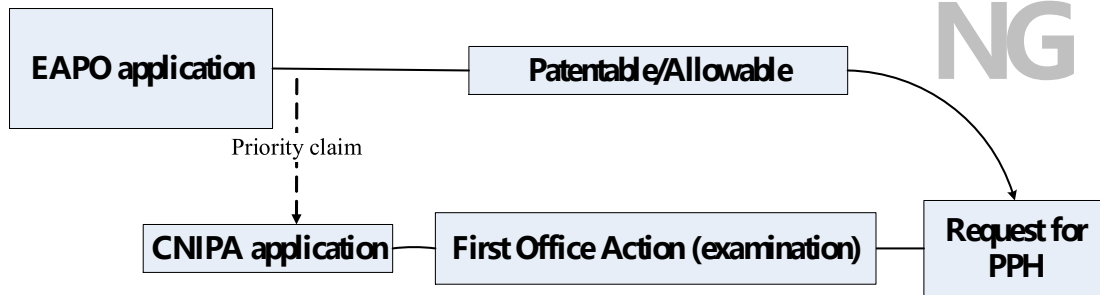 NG
EAPO application
Patentable/Allowable
Priority claim
CNIPA application
First Office Action (examination)
Request for
PPH